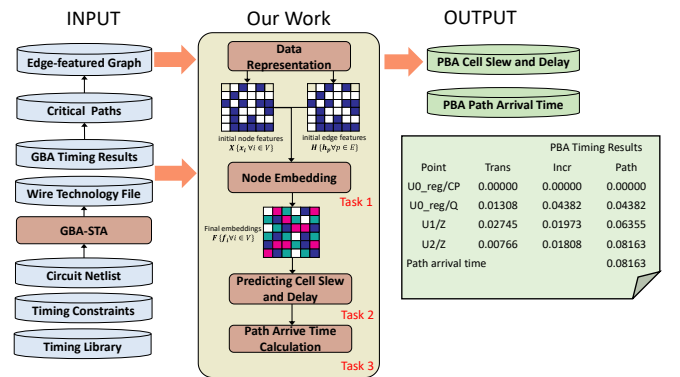 INPUT
Edge-featured Graph
Critical Paths
GBA Timing Results
Wire Technology File
GBA-STA
Circuit Netlist
Timing Constraints
Timing Library
Our Work
Data
Representation
initial node features
X {x_i ∀i ∈ V}
initial edge features
H {h_p∀p ∈ E}
Node Embedding
Task 1
Final embeddings
F {f_i∀i ∈ V}
Predicting Cell Slew
and Delay
Task 2
Path Arrive Time
Calculation
Task 3
OUTPUT
PBA Cell Slew and Delay
PBA Path Arrival Time
PBA Timing Results
Point Trans Incr Path
U0_reg/CP 0.00000 0.00000 0.00000
U0_reg/Q 0.01308 0.04382 0.04382
U1/Z 0.02745 0.01973 0.06355
U2/Z 0.00766 0.01808 0.08163
Path arrival time 0.08163